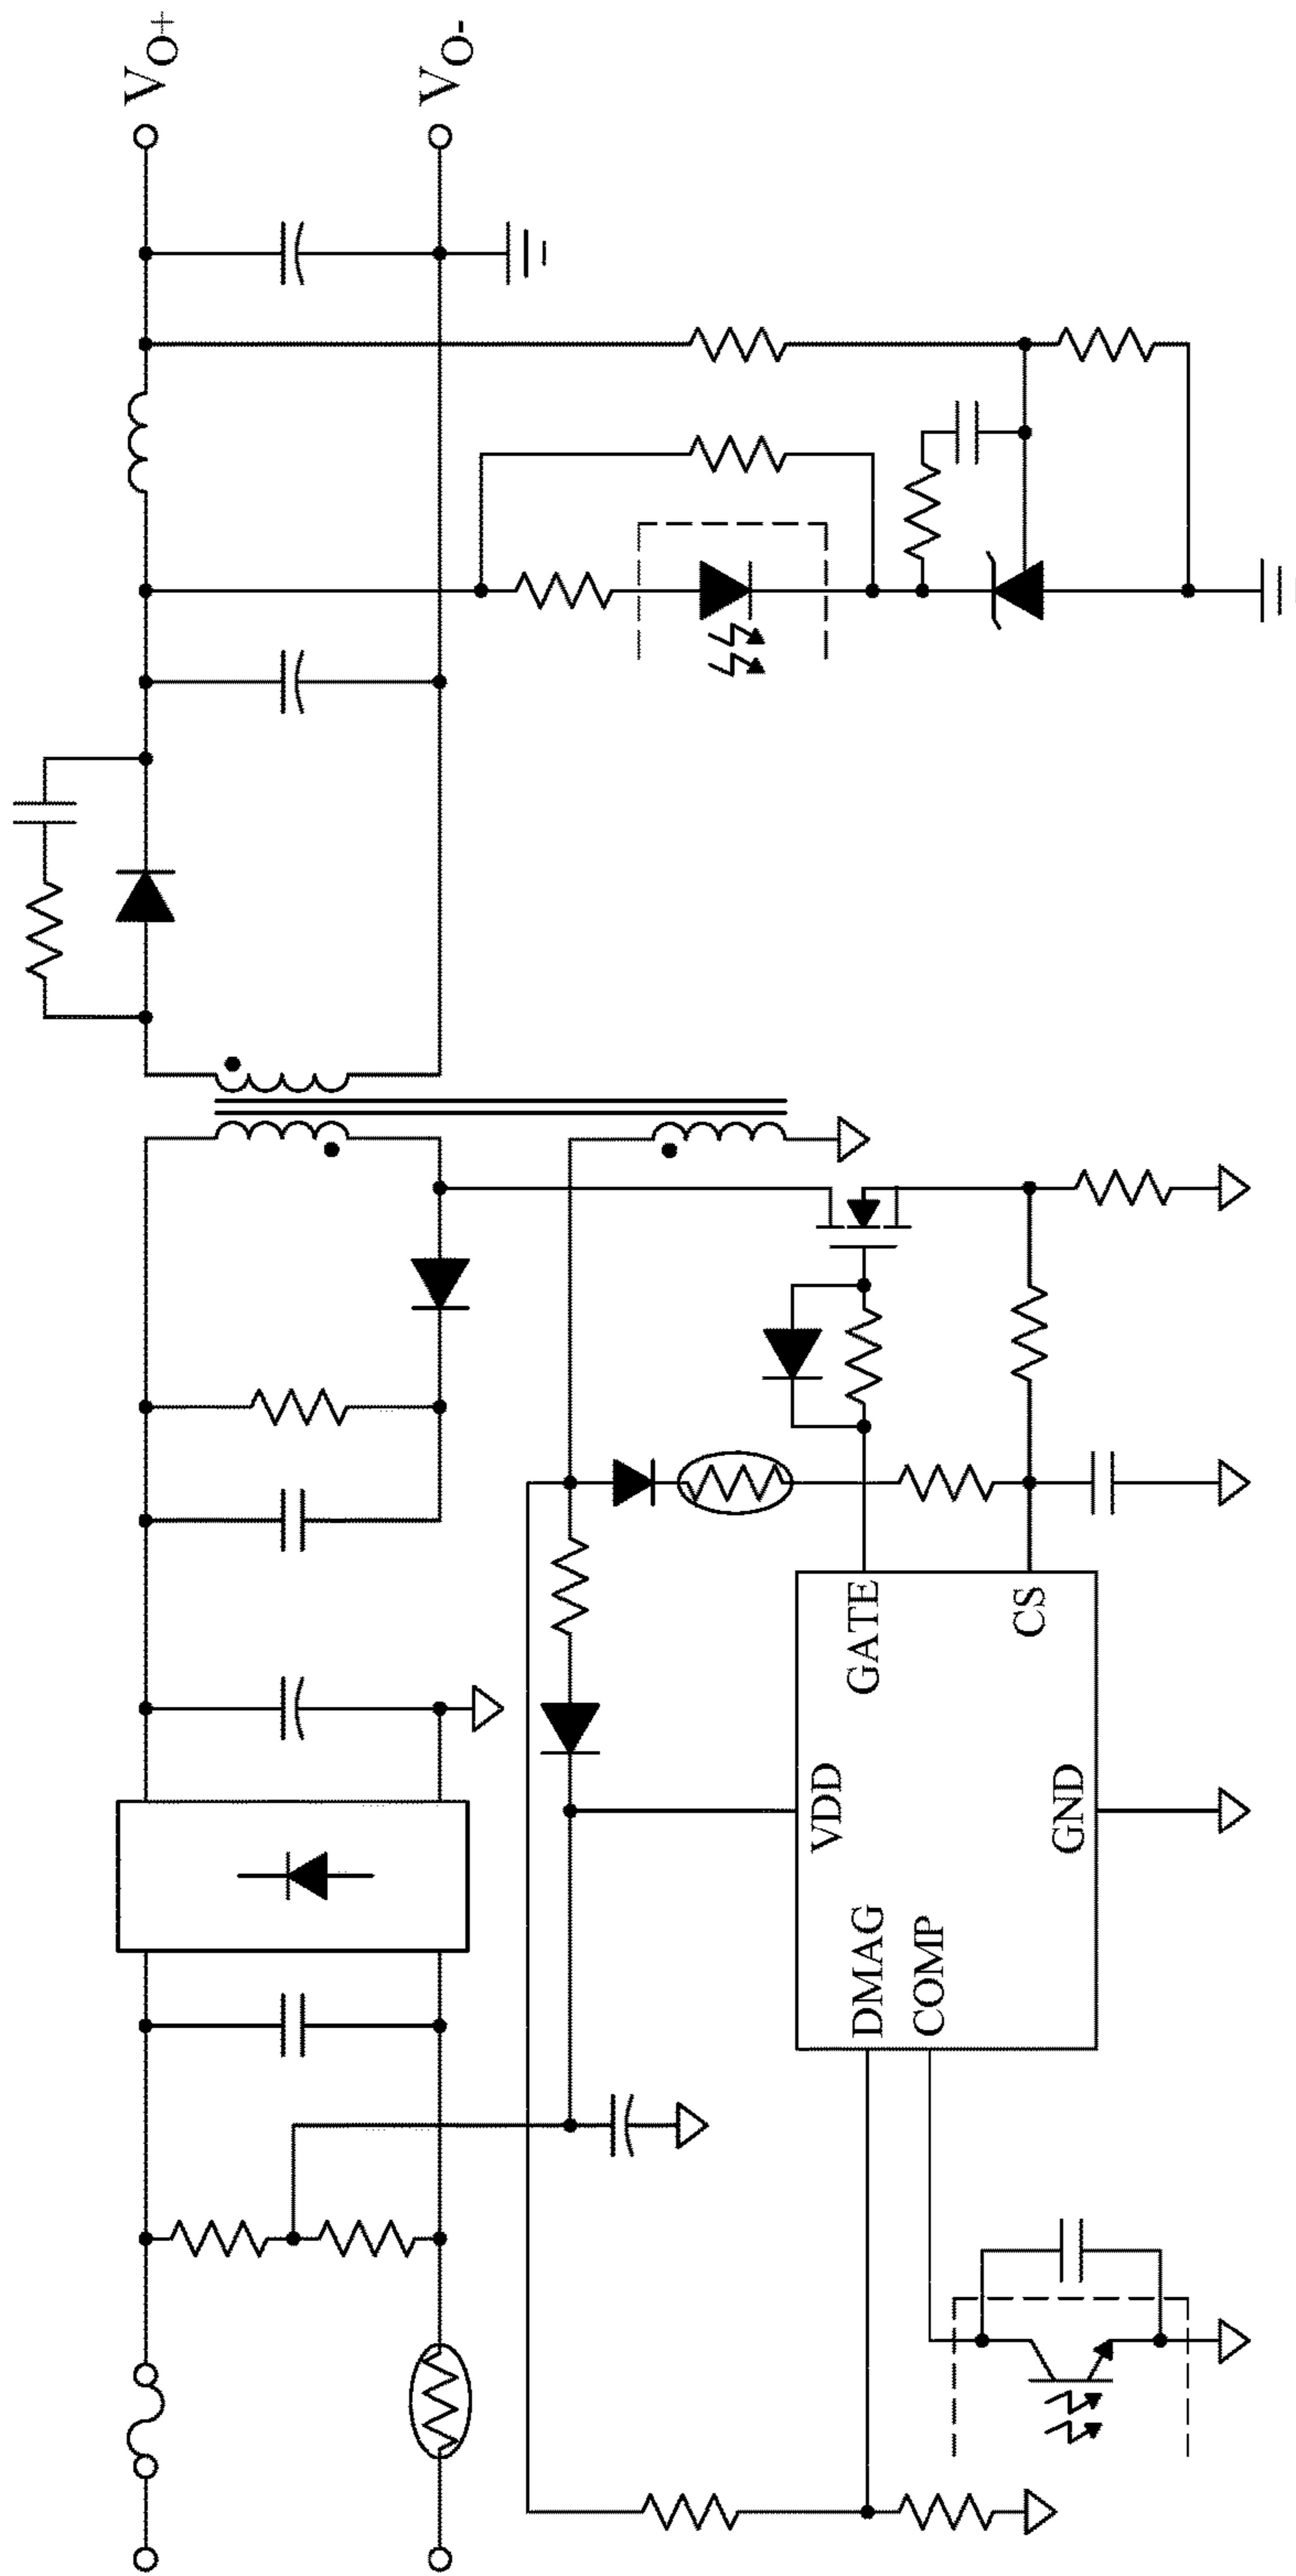 VO+
VO-
DMAG
VDD
GATE
COMP
GND
CS